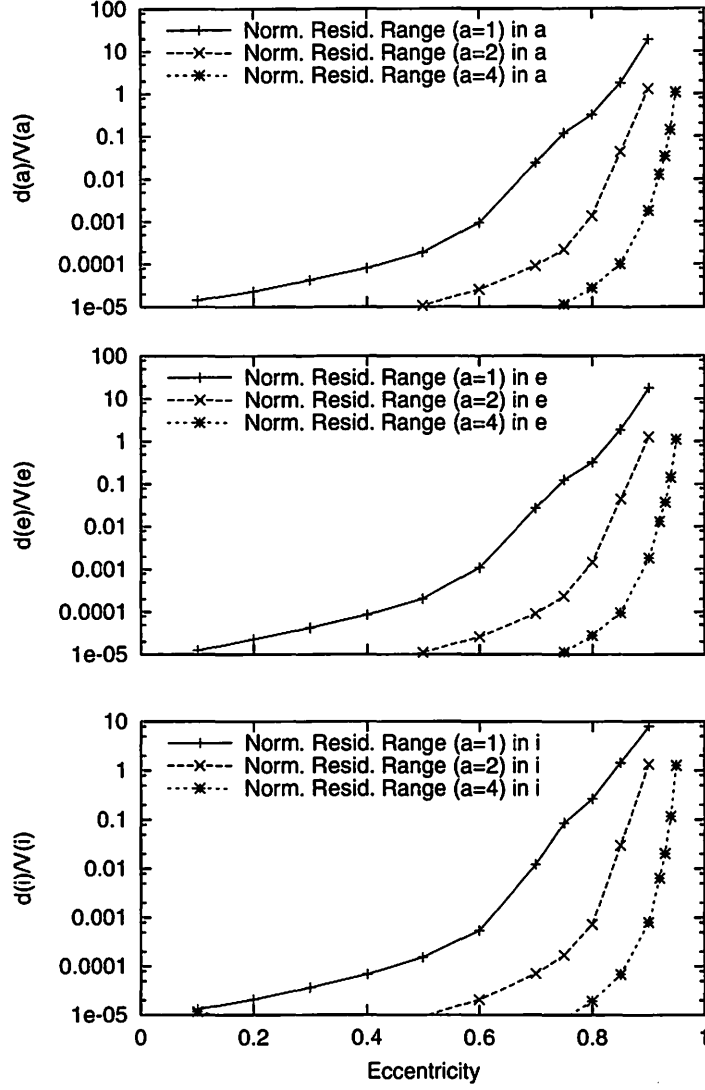 100
10
1
0.1
0.01
0.001
0.0001
1e-05
d(a)/V(a)
Norm. Resid. Range (a=1) in a
Norm. Resid. Range (a=2) in a
Norm. Resid. Range (a=4) in a
100
10
1
0.1
0.01
0.001
0.0001
1e-05
d(e)/V(e)
Norm. Resid. Range (a=1) in e
Norm. Resid. Range (a=2) in e
Norm. Resid. Range (a=4) in e
10
1
0.1
0.01
0.001
0.0001
1e-05
d(i)/V(i)
Norm. Resid. Range (a=1) in i
Norm. Resid. Range (a=2) in i
Norm. Resid. Range (a=4) in i
0 0.2 0.4 0.6 0.8 1
Eccentricity